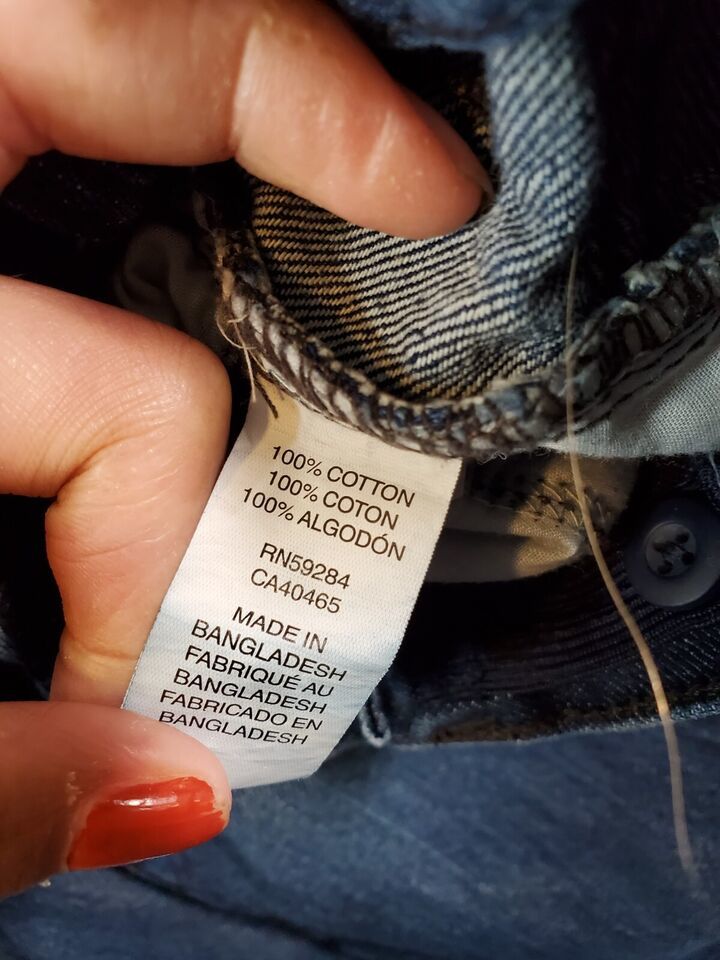 100% COTTON
100% COTON
100% ALGODÓN
RN59284
CA40465
MADE IN
BANGLADESH
FABRIQUÉ AU
BANGLADESH
FABRICADO EN
BANGLADESH